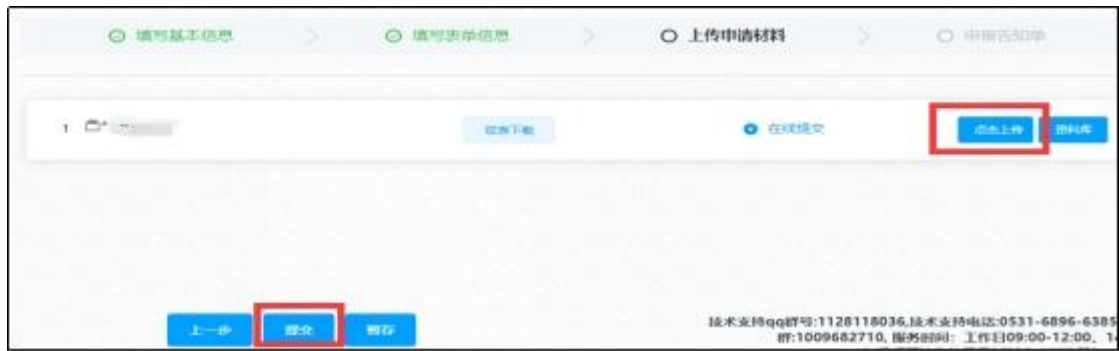 填写基本信息 填写表单信息 上传申请材料 申报告知单
1 在线提交 点击上传 资料库
上一步 提交 暂存
技术支持qq群号:1128118036,技术支持电话:0531-6896-6385
群:1009682710, 服务时间: 工作日09:00-12:00, 1